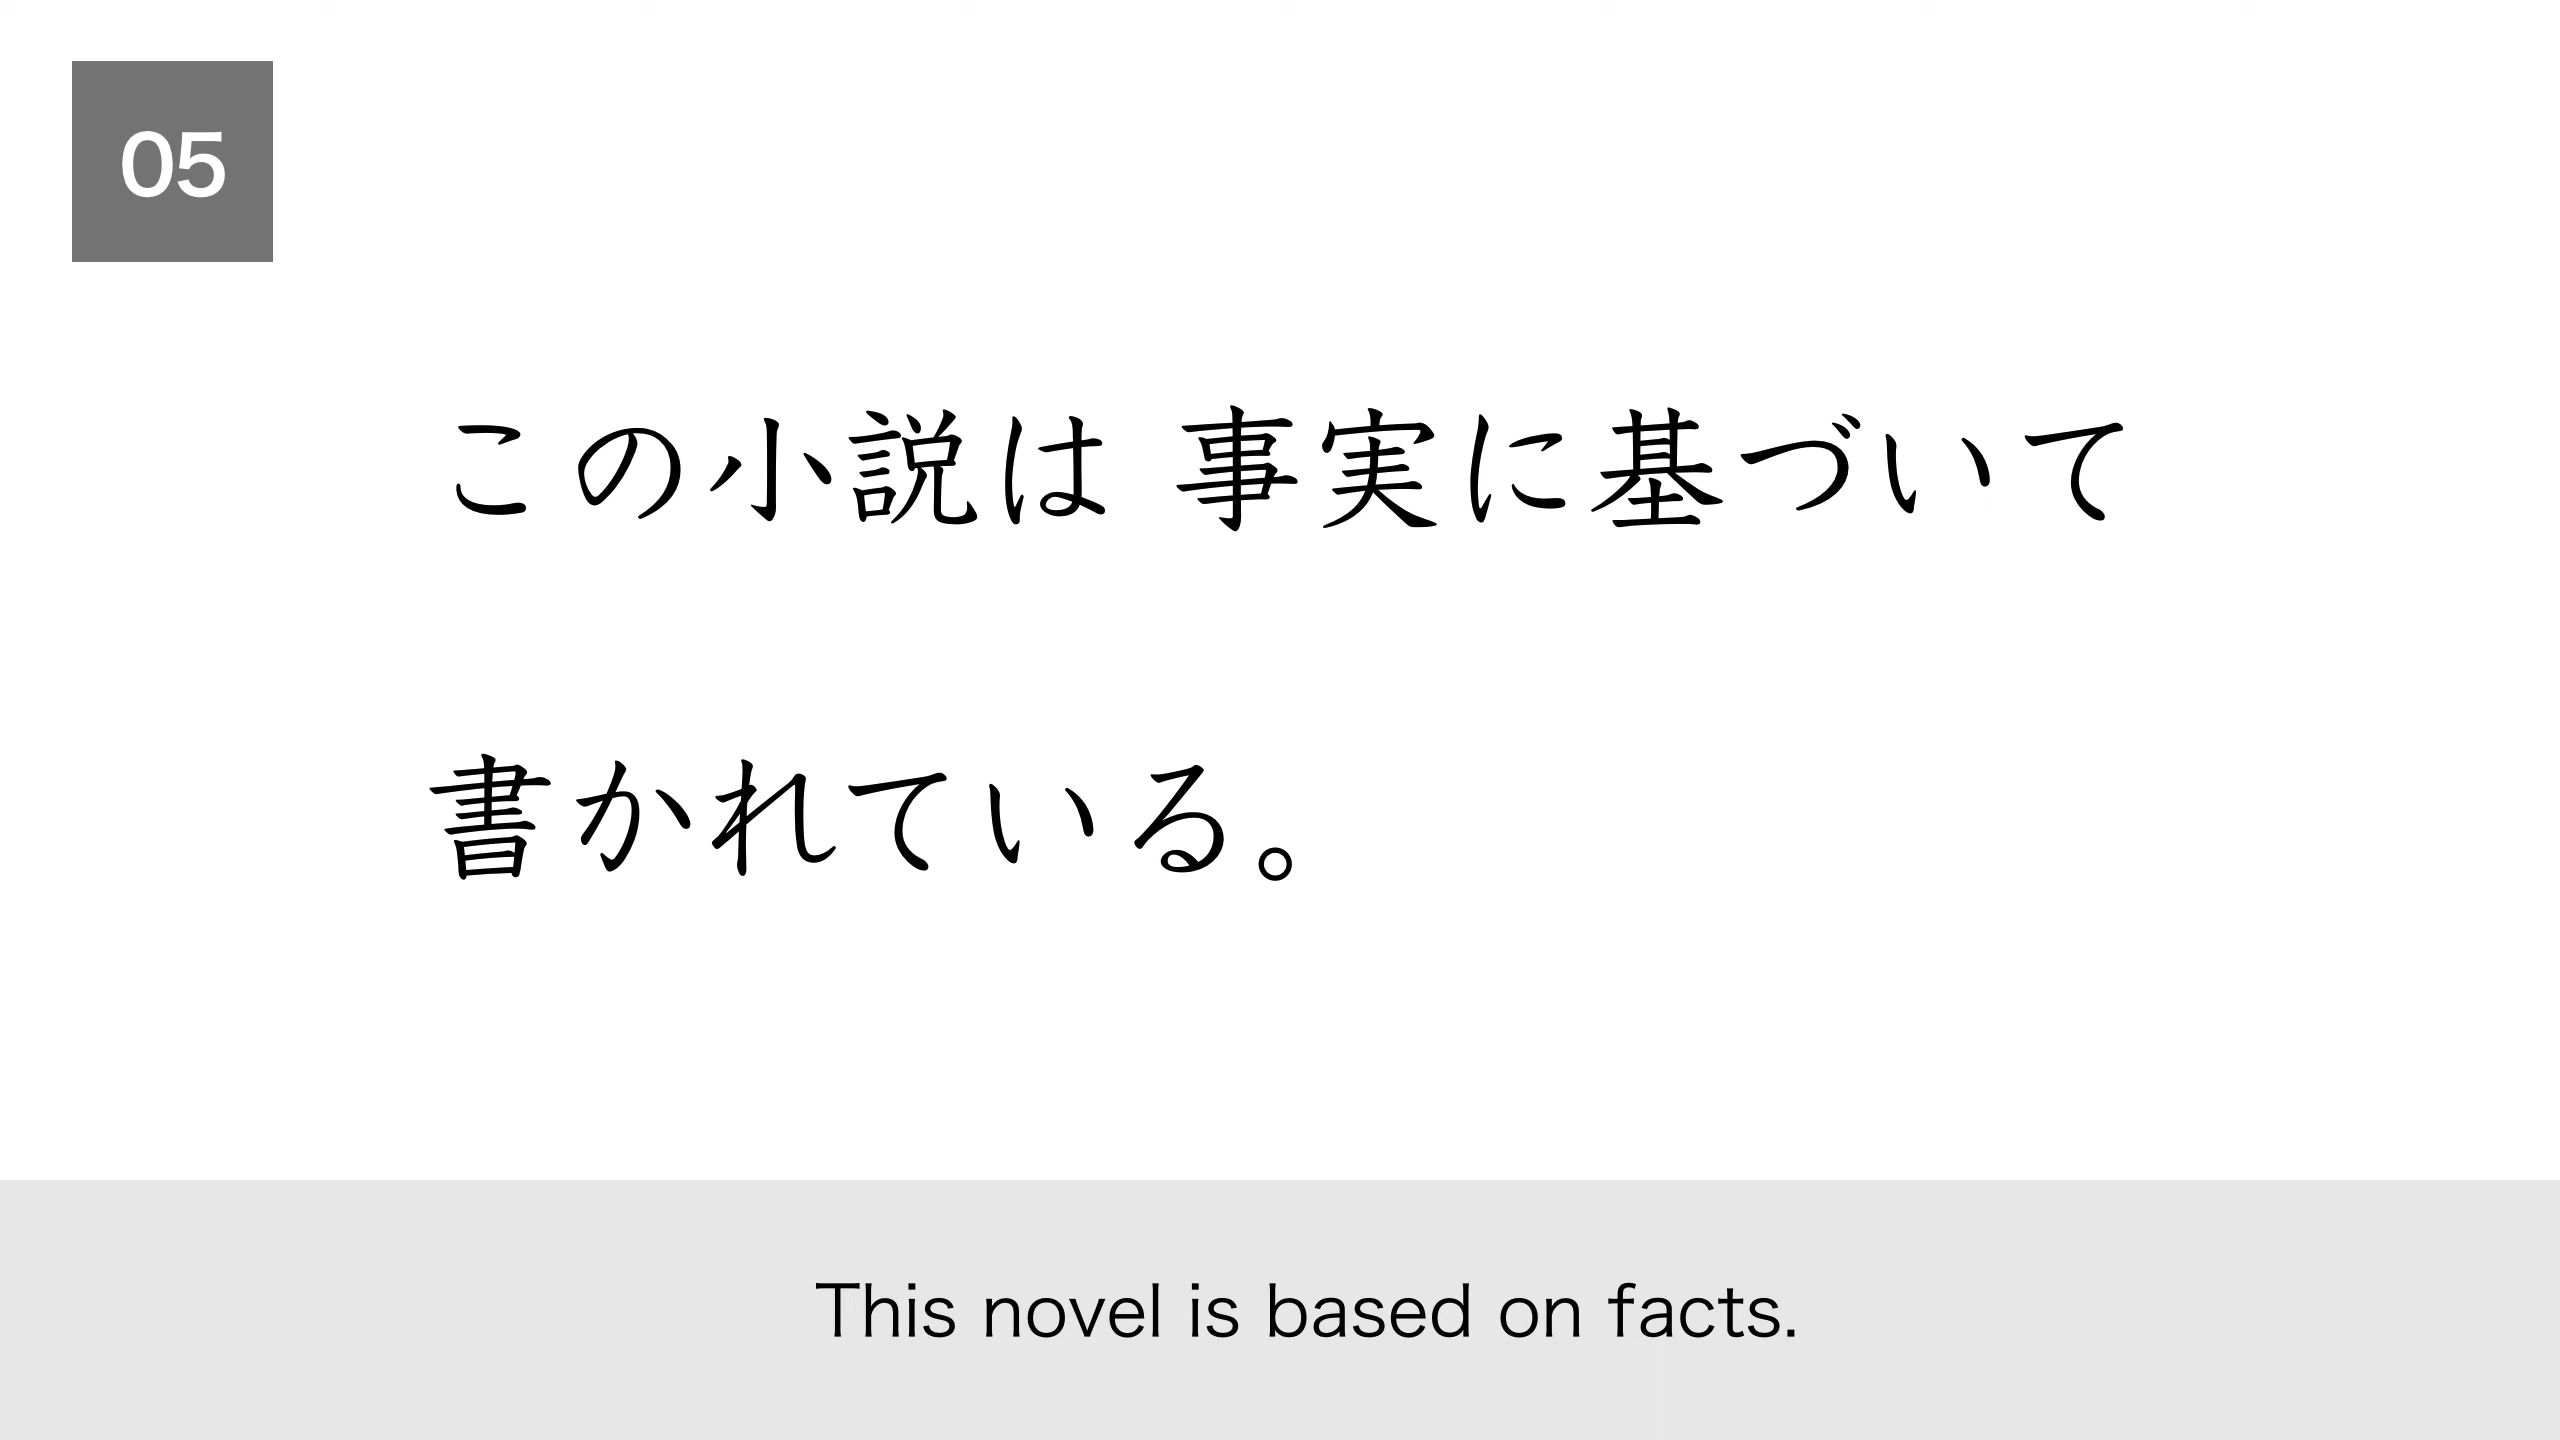 05
この小説は 事実に基づいて
書かれている。
This novel is based on facts.